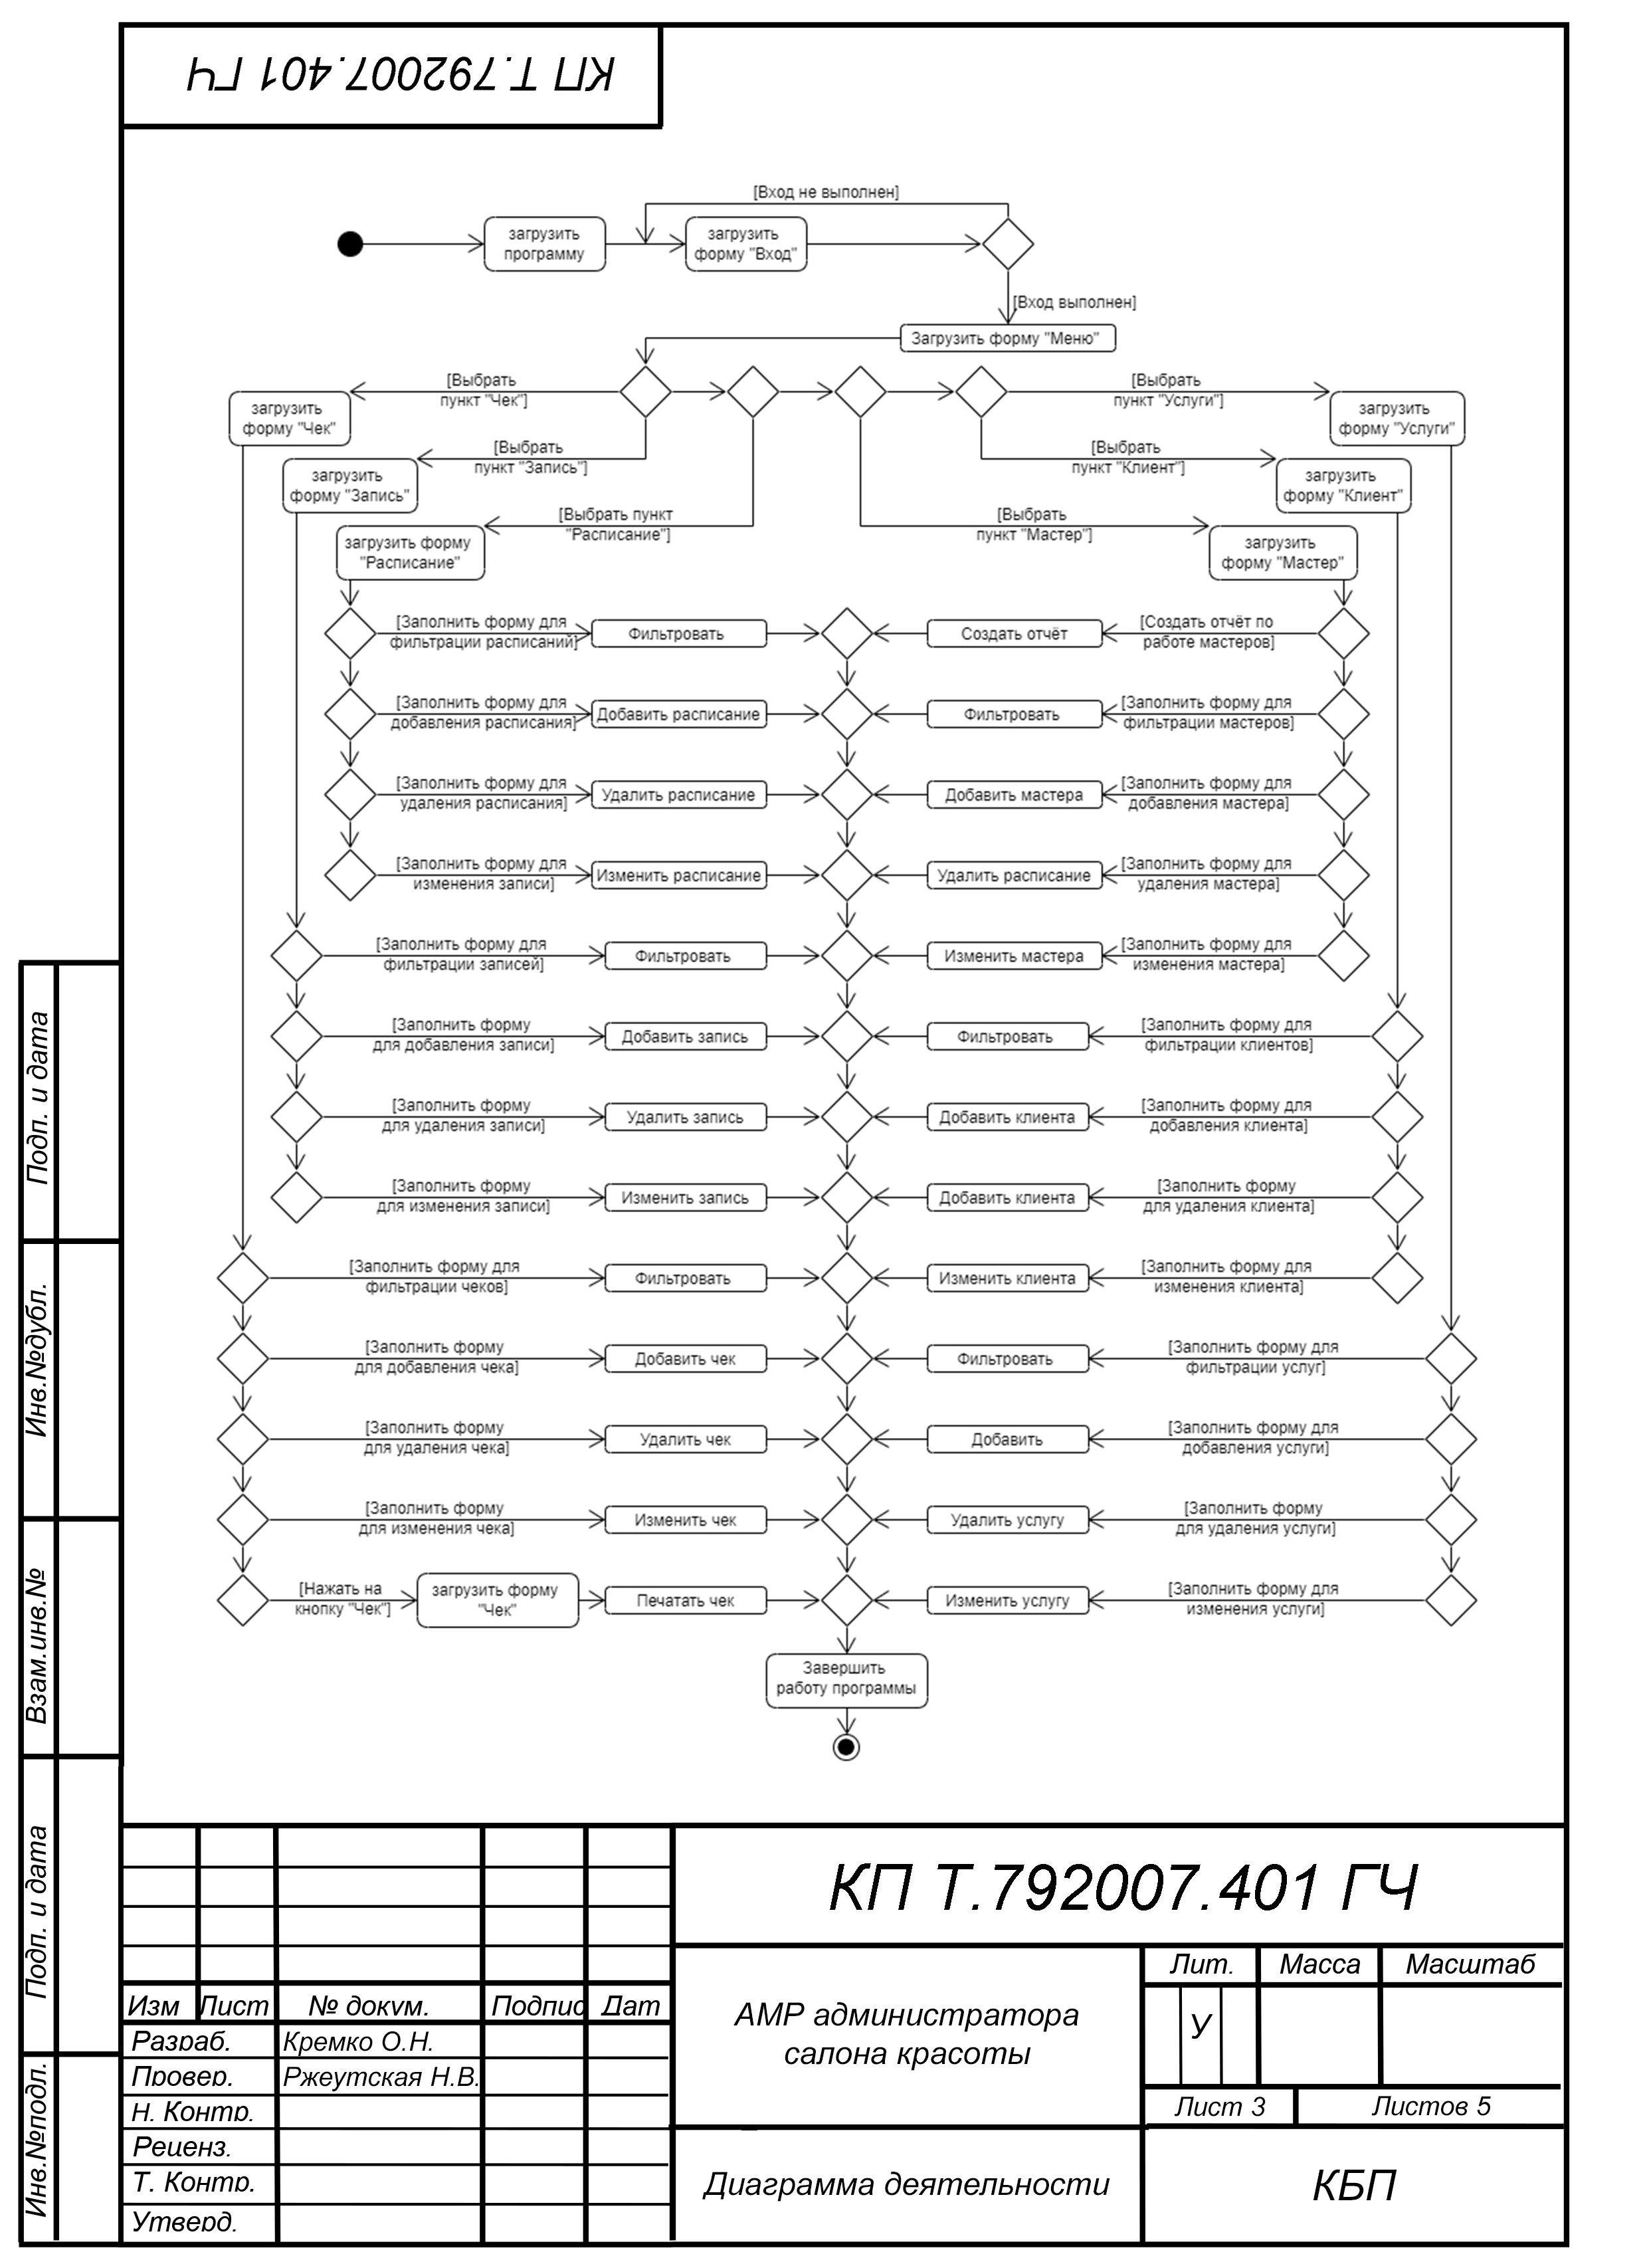 КП Т.792007.401 ГЧ
[Вход не выполнен]
загрузить
программу
загрузить
форму "Вход"
[Вход выполнен]
Загрузить форму "Меню"
[Выбрать
пункт "Чек"]
[Выбрать
пункт "Услуги"]
загрузить
форму "Чек"
загрузить
форму "Услуги"
[Выбрать
пункт "Запись"]
[Выбрать
пункт "Клиент"]
загрузить
форму "Запись"
загрузить
форму "Клиент"
[Выбрать пункт
"Расписание"]
[Выбрать
пункт "Мастер"]
загрузить форму
"Расписание"
загрузить
форму "Мастер"
[Заполнить форму для
фильтрации расписаний]
Фильтровать
Создать отчёт
[Создать отчёт по
работе мастеров]
[Заполнить форму для
добавления расписания]
Добавить расписание
Фильтровать
[Заполнить форму для
фильтрации мастеров]
[Заполнить форму для
удаления расписания]
Удалить расписание
Добавить мастера
[Заполнить форму для
добавления мастера]
[Заполнить форму для
изменения записи]
Изменить расписание
Удалить расписание
[Заполнить форму для
удаления мастера]
[Заполнить форму для
фильтрации записей]
Фильтровать
Изменить мастера
[Заполнить форму для
изменения мастера]
[Заполнить форму
для добавления записи]
Добавить запись
Фильтровать
[Заполнить форму для
фильтрации клиентов]
[Заполнить форму
для удаления записи]
Удалить запись
Добавить клиента
[Заполнить форму для
добавления клиента]
[Заполнить форму
для изменения записи]
Изменить запись
Добавить клиента
[Заполнить форму
для удаления клиента]
[Заполнить форму для
фильтрации чеков]
Фильтровать
Изменить клиента
[Заполнить форму для
изменения клиента]
[Заполнить форму
для добавления чека]
Добавить чек
Фильтровать
[Заполнить форму для
фильтрации услуг]
[Заполнить форму
для удаления чека]
Удалить чек
Добавить
[Заполнить форму для
добавления услуги]
[Заполнить форму
для изменения чека]
Изменить чек
Удалить услугу
[Заполнить форму
для удаления услуги]
[Нажать на
кнопку "Чек"]
загрузить форму
"Чек"
Печатать чек
Изменить услугу
[Заполнить форму для
изменения услуги]
Завершить
работу программы
Подп. и дата
Инв.№дубл.
Взам.инв.№
Подп. и дата
Инв.№подл.
КП Т.792007.401 ГЧ
Изм Лист № докум. Подпис Дат
Разраб. Кремко О.Н.
Провер. Ржеутская Н.В.
Н. Контр.
Реценз.
Т. Контр.
Утверд.
АМР администратора
салона красоты
Диаграмма деятельности
Лит. Масса Масштаб
У
Лист 3 Листов 5
КБП